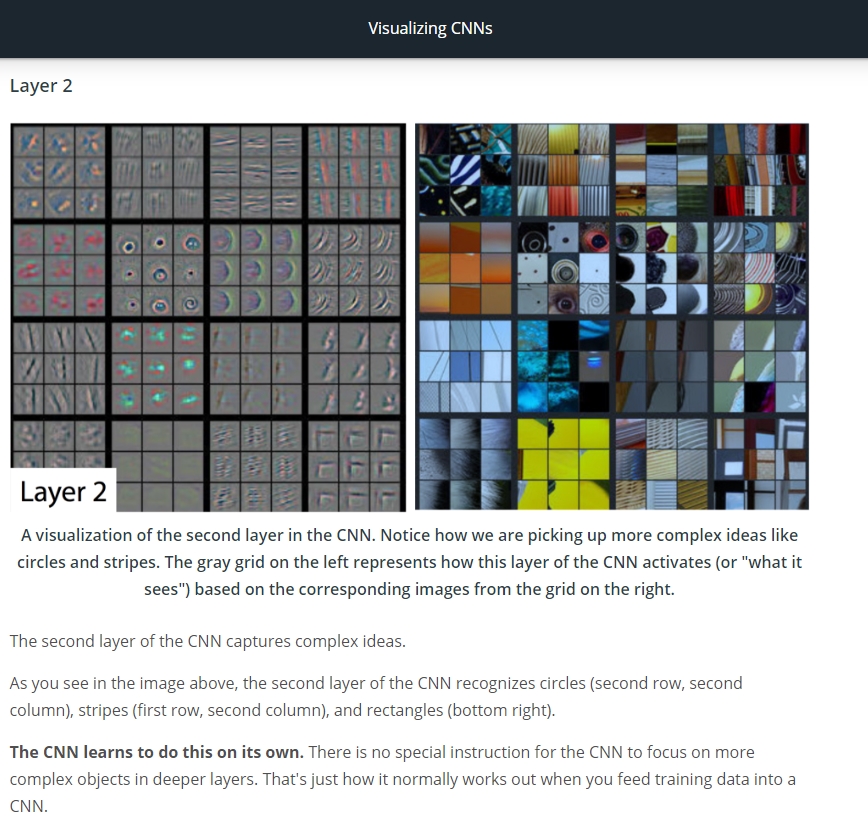 Visualizing CNNs
Layer 2
Layer 2
A visualization of the second layer in the CNN. Notice how we are picking up more complex ideas like
circles and stripes. The gray grid on the left represents how this layer of the CNN activates (or "what it
sees") based on the corresponding images from the grid on the right.
The second layer of the CNN captures complex ideas.
As you see in the image above, the second layer of the CNN recognizes circles (second row, second
column), stripes (first row, second column), and rectangles (bottom right).
The CNN learns to do this on its own. There is no special instruction for the CNN to focus on more
complex objects in deeper layers. That's just how it normally works out when you feed training data into a
CNN.